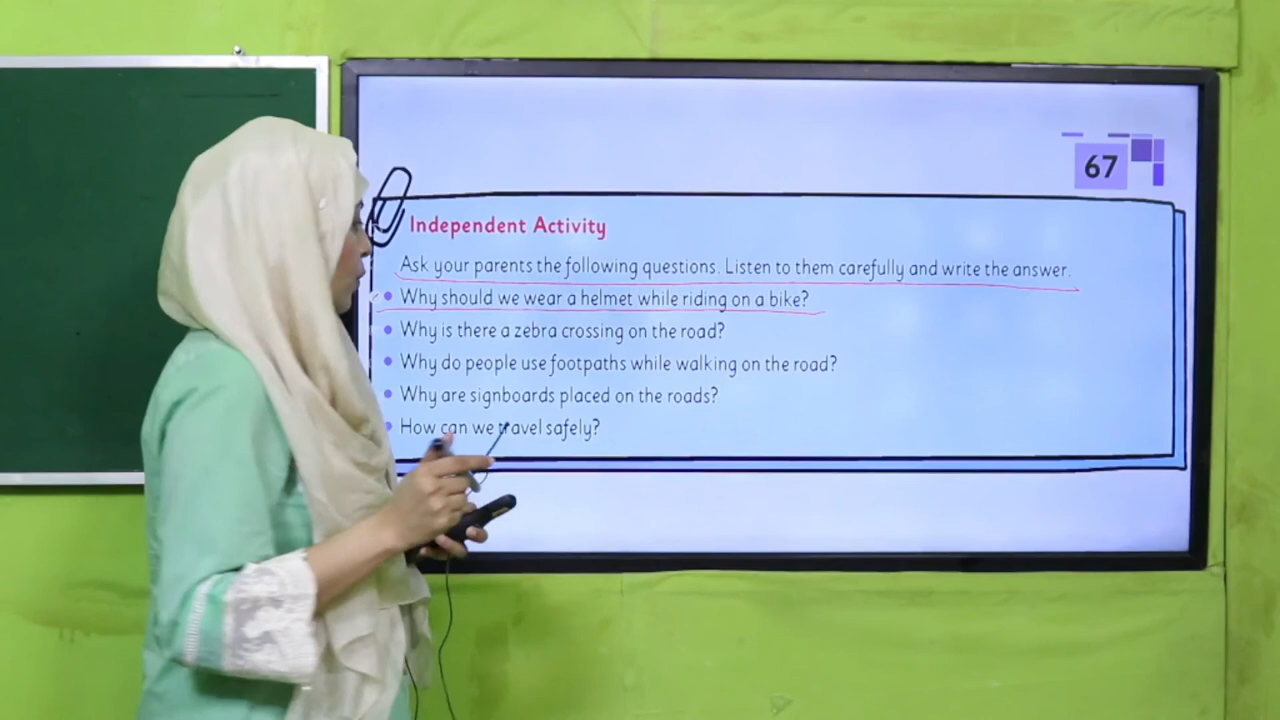 67
Independent Activity
Ask your parents the following questions. Listen to them carefully and write the answer.
Why should we wear a helmet while riding on a bike?
Why is there a zebra crossing on the road?
Why do people use footpaths while walking on the road?
Why are signboards placed on the roads?
How can we travel safely?